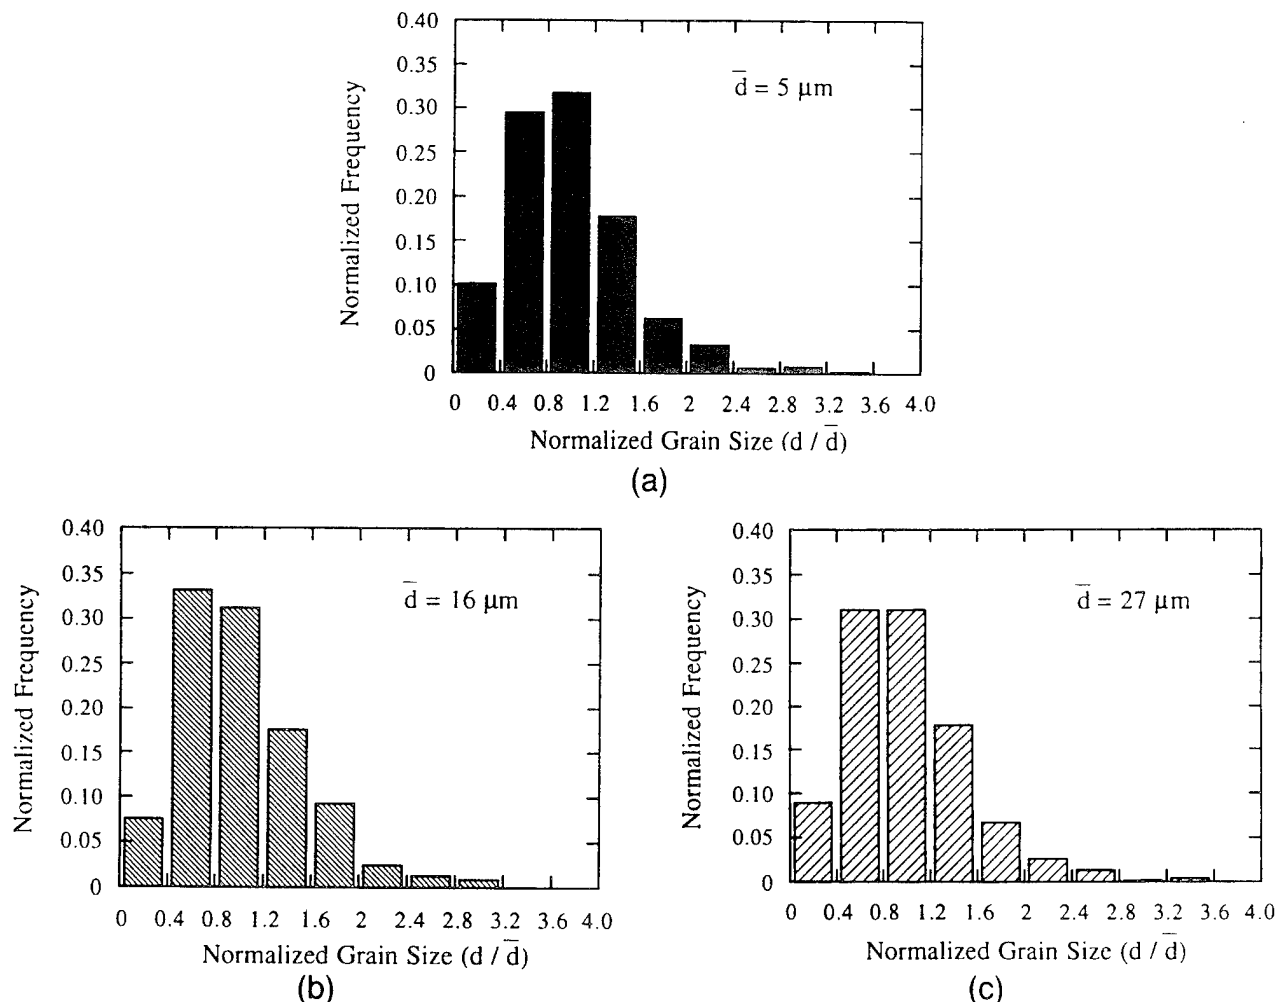 0.40
0.35
0.30
0.25
0.20
0.15
0.10
0.05
0
Normalized Frequency
d̅ = 5 µm
0 0.4 0.8 1.2 1.6 2 2.4 2.8 3.2 3.6 4.0
Normalized Grain Size (d / d̅)
(a)
0.40
0.35
0.30
0.25
0.20
0.15
0.10
0.05
0
Normalized Frequency
d̅ = 16 µm
0 0.4 0.8 1.2 1.6 2 2.4 2.8 3.2 3.6 4.0
Normalized Grain Size (d / d̅)
(b)
0.40
0.35
0.30
0.25
0.20
0.15
0.10
0.05
0
Normalized Frequency
d̅ = 27 µm
0 0.4 0.8 1.2 1.6 2 2.4 2.8 3.2 3.6 4.0
Normalized Grain Size (d / d̅)
(c)